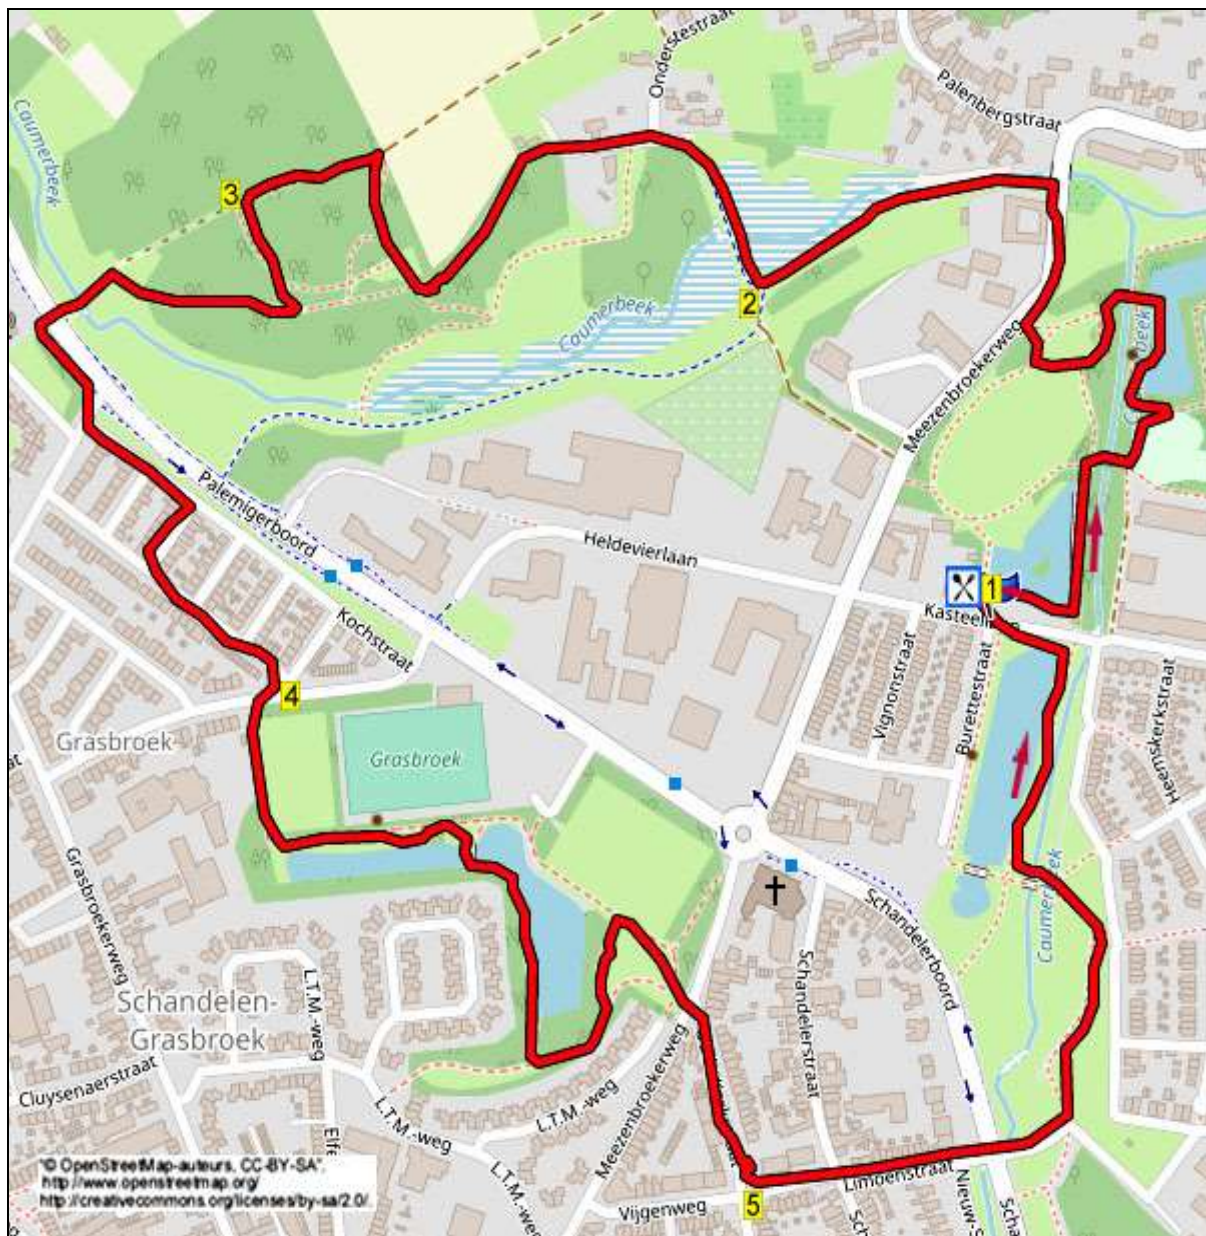 Onderstestraat
Palenbergstraat
Caumerbeek
3
2
Caumerbeek
beek
Meezenbroekerweg
Palemigerboord
Heldevierlaan
1
Kochstraat
Vignonstraat
Burettestraat
Heemskerkstraat
4
Grasbroek
Grasbroek
Grasbroekerweg
Schandelerboord
Caumerbeek
Schandelen-
Grasbroek
L.T.M.-weg
Schandelerstraat
Cluysenaerstraat
L.T.M.-weg
L.T.M.-weg
Meezenbroekerweg
L.T.M.-weg
Limoenstraat
Vijgenweg
5
"© OpenStreetMap-auteurs, CC-BY-SA",
http://www.openstreetmap.org/
http://creativecommons.org/licenses/by-sa/2.0/.